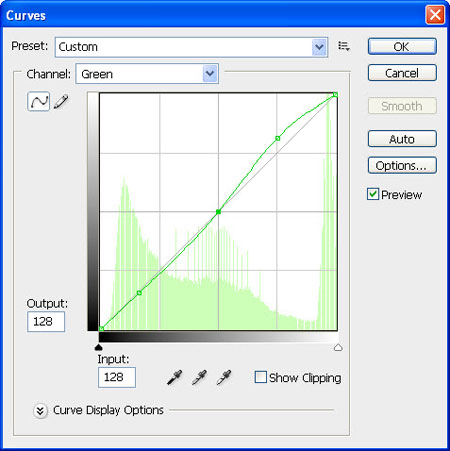 Curves
Preset: Custom
OK
Channel: Green
Cancel
Smooth
Auto
Options...
Preview
Output:
128
Input:
128
Show Clipping
Curve Display Options